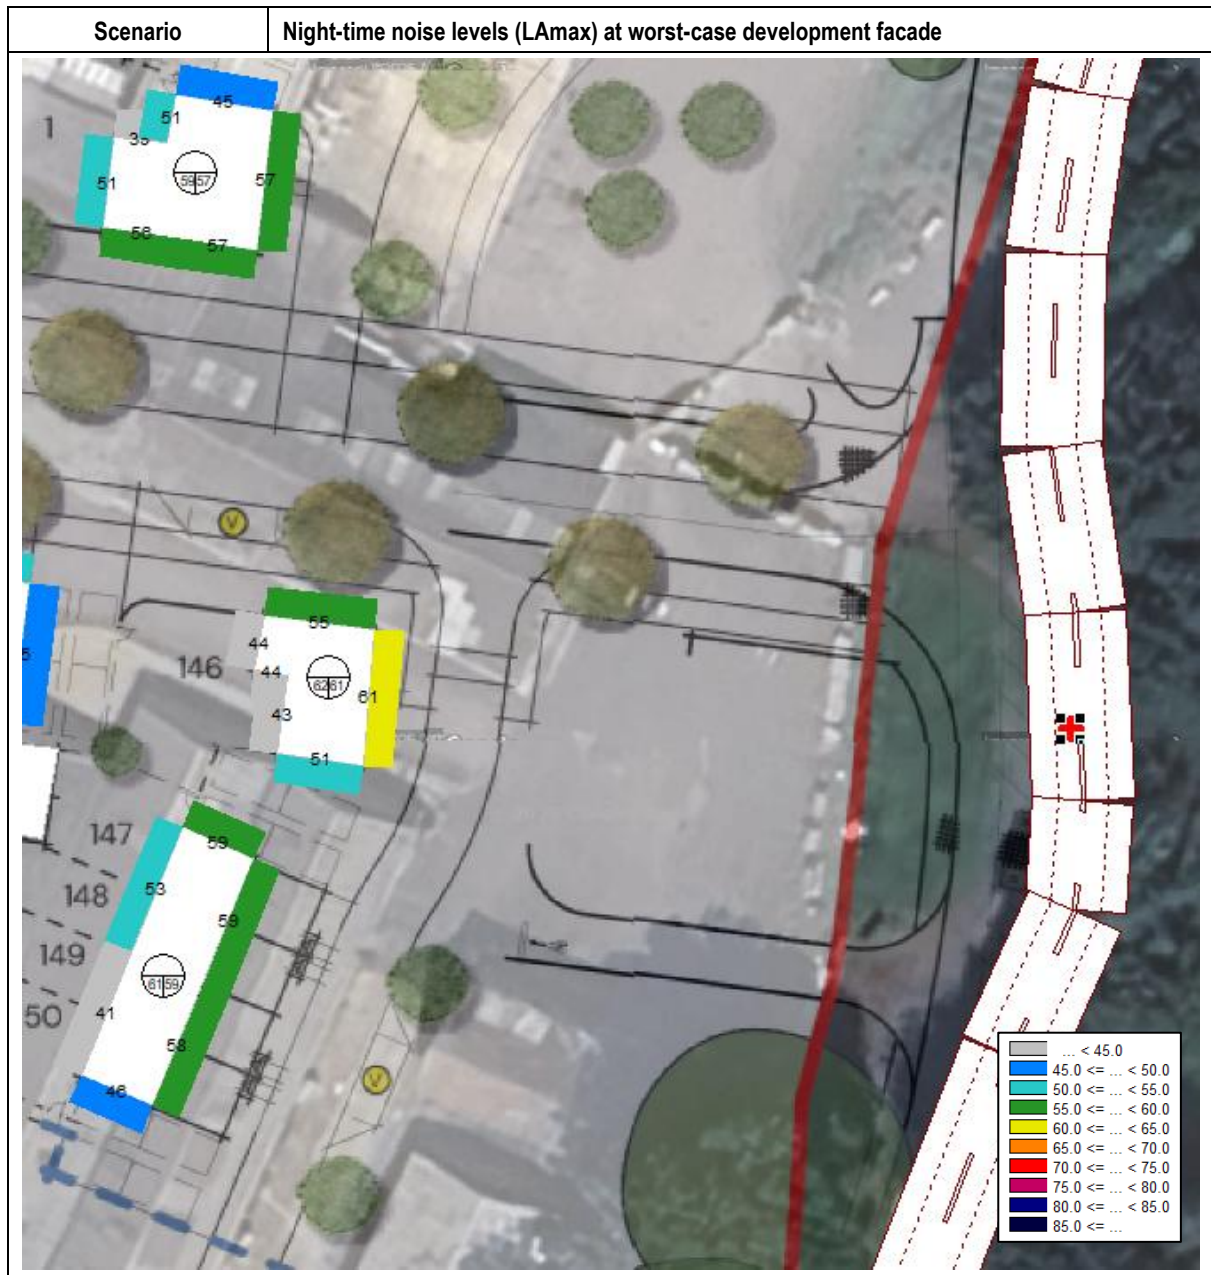 Scenario
Night-time noise levels (LAmax) at worst-case development facade
45
51
1
39
51
59 57
57
56
57
V
55
44
146
44
62 61
61
43
51
147
59
148
53
59
149
61 59
50
41
58
46
V
... < 45.0
45.0 <= ... < 50.0
50.0 <= ... < 55.0
55.0 <= ... < 60.0
60.0 <= ... < 65.0
65.0 <= ... < 70.0
70.0 <= ... < 75.0
75.0 <= ... < 80.0
80.0 <= ... < 85.0
85.0 <= ...